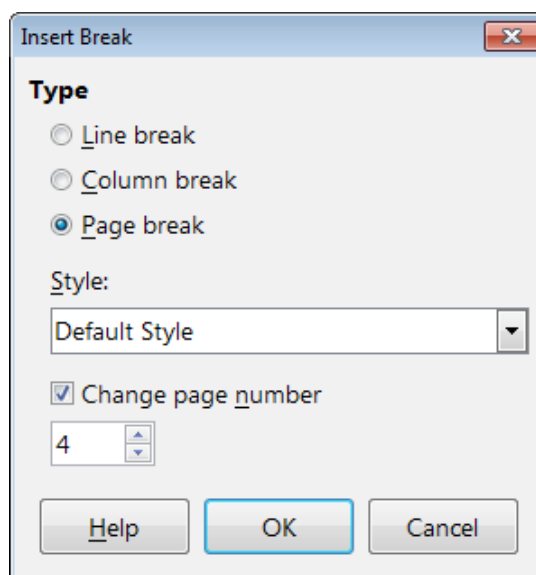 Insert Break
Type
Line break
Column break
Page break
Style:
Default Style
Change page number
4
Help OK Cancel